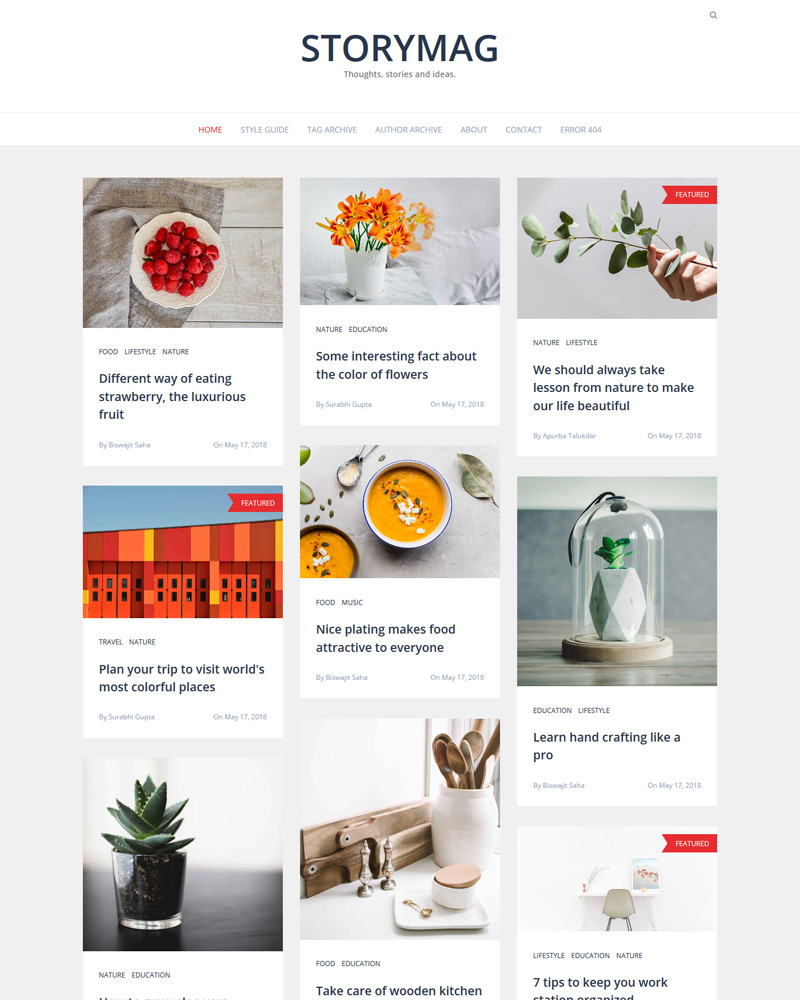 STORYMAG
Thoughts, stories and ideas.
HOME STYLE GUIDE TAG ARCHIVE AUTHOR ARCHIVE ABOUT CONTACT ERROR 404
FOOD LIFESTYLE NATURE
Different way of eating
strawberry, the luxurious
fruit
By Biswajit Saha On May 17, 2018
FEATURED
TRAVEL NATURE
Plan your trip to visit world's
most colorful places
By Surabhi Gupta On May 17, 2018
NATURE EDUCATION
NATURE EDUCATION
Some interesting fact about
the color of flowers
By Surabhi Gupta On May 17, 2018
FOOD MUSIC
Nice plating makes food
attractive to everyone
By Biswajit Saha On May 17, 2018
FOOD EDUCATION
Take care of wooden kitchen
FEATURED
NATURE LIFESTYLE
We should always take
lesson from nature to make
our life beautiful
By Apurba Talukdar On May 17, 2018
EDUCATION LIFESTYLE
Learn hand crafting like a
pro
By Biswajit Saha On May 17, 2018
FEATURED
LIFESTYLE EDUCATION NATURE
7 tips to keep you work
station organized